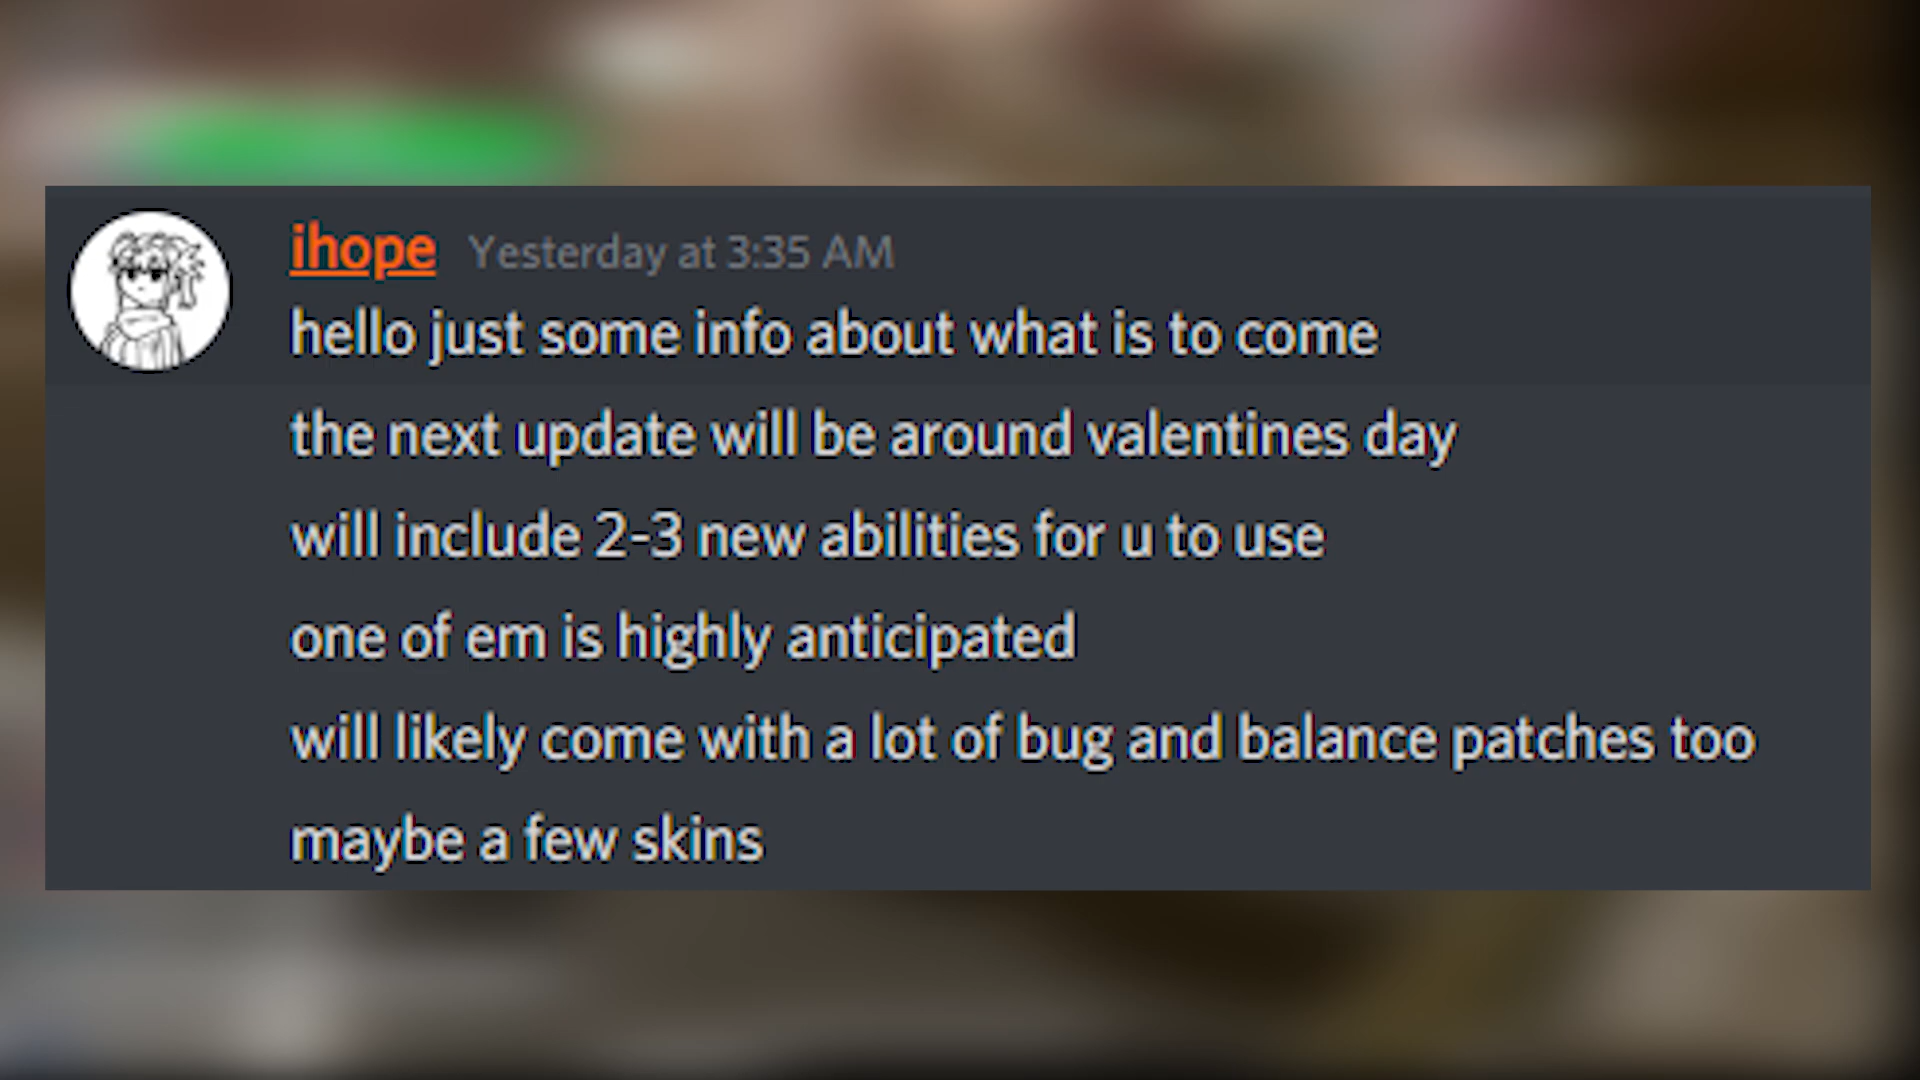 ihope Yesterday at 3:35 AM
hello just some info about what is to come
the next update will be around valentines day
will include 2-3 new abilities for u to use
one of em is highly anticipated
will likely come with a lot of bug and balance patches too
maybe a few skins